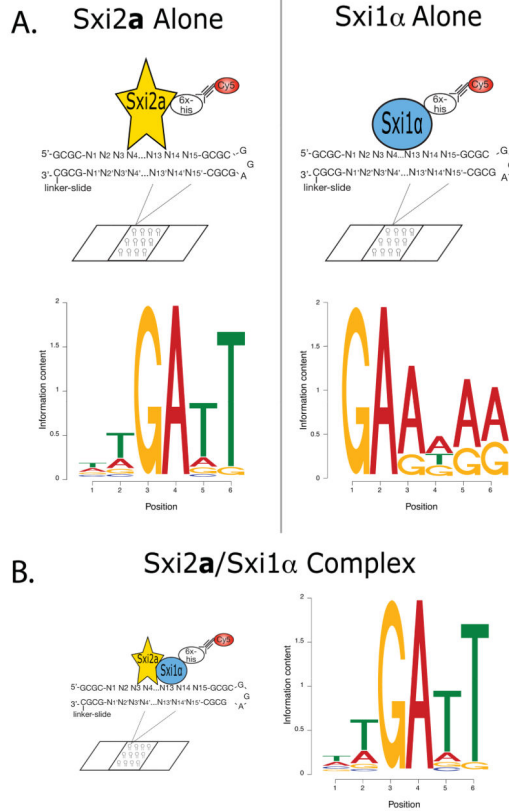 A.
Sxi2a Alone
Sxi1α Alone
Sxi2a
6x-
his
Cy5
5'-GCGC-N1 N2 N3 N4...N13 N14 N15-GCGC
G
G
A
3'-CGCG-N1'N2'N3'N4'...N13'N14'N15'-CGCG
linker-slide
Sxi1α
6x-
his
Cy5
5'-GCGC-N1 N2 N3 N4...N13 N14 N15-GCGC
G
G
A
3'-CGCG-N1'N2'N3'N4'...N13'N14'N15'-CGCG
linker-slide
Information content
2
1.5
1
0.5
0
T
A
G
T
A
G
G
A
T
A
G
T
G
1 2 3 4 5 6
Position
Information content
2
1.5
1
0.5
0
G
A
A
G
A
T
G
A
G
A
G
1 2 3 4 5 6
Position
B.
Sxi2a/Sxi1α Complex
Sxi2a
Sxi1α
6x-
his
Cy5
5'-GCGC-N1 N2 N3 N4...N13 N14 N15-GCGC
G
G
A
3'-CGCG-N1'N2'N3'N4'...N13'N14'N15'-CGCG
linker-slide
Information content
2
1.5
1
0.5
0
T
A
G
T
A
G
G
A
T
A
G
T
G
1 2 3 4 5 6
Position